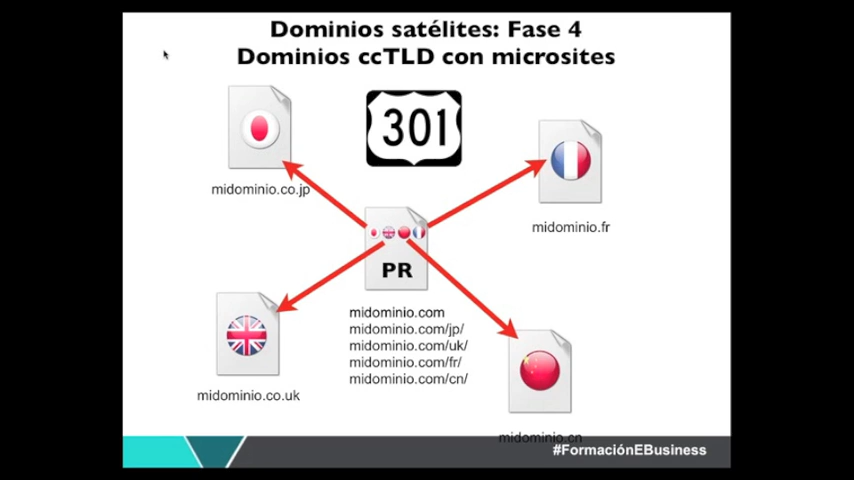 Dominios satélites: Fase 4
Dominios ccTLD con microsites
301
midominio.co.jp
midominio.fr
PR
midominio.com
midominio.com/jp/
midominio.com/uk/
midominio.com/fr/
midominio.com/cn/
midominio.co.uk
midominio.cn
#FormaciónEBusiness